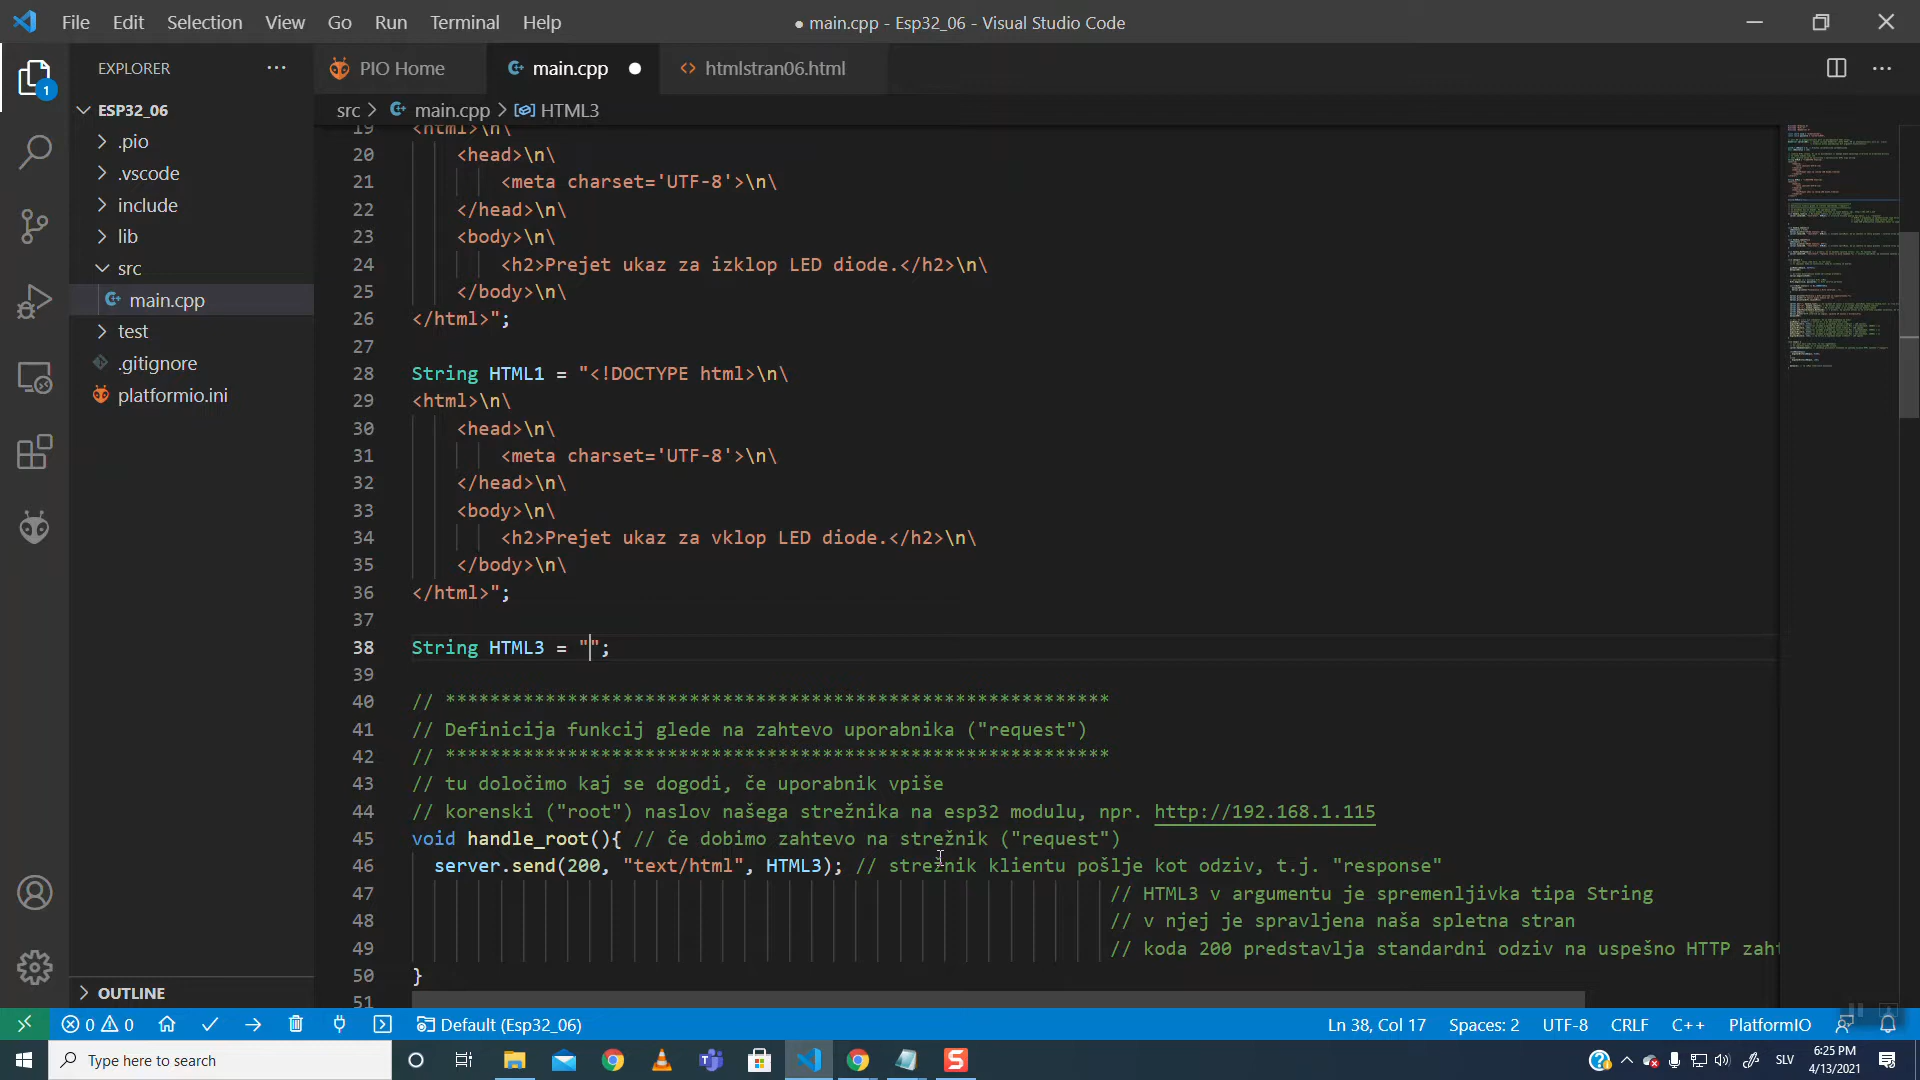 File Edit Selection View Go Run Terminal Help
● main.cpp - Esp32_06 - Visual Studio Code
EXPLORER
PIO Home
main.cpp
htmlstran06.html
src > main.cpp > HTML3
1
ESP32_06
.pio
.vscode
include
lib
src
main.cpp
test
.gitignore
platformio.ini
OUTLINE
19 <html>\n\
20 <head>\n\
21 <meta charset='UTF-8'>\n\
22 </head>\n\
23 <body>\n\
24 <h2>Prejet ukaz za izklop LED diode.</h2>\n\
25 </body>\n\
26 </html>";
27
28 String HTML1 = "<!DOCTYPE html>\n\
29 <html>\n\
30 <head>\n\
31 <meta charset='UTF-8'>\n\
32 </head>\n\
33 <body>\n\
34 <h2>Prejet ukaz za vklop LED diode.</h2>\n\
35 </body>\n\
36 </html>";
37
38 String HTML3 = "";
39
40 // ************************************************************
41 // Definicija funkcij glede na zahtevo uporabnika ("request")
42 // ************************************************************
43 // tu določimo kaj se dogodi, če uporabnik vpiše
44 // korenski ("root") naslov našega strežnika na esp32 modulu, npr. http://192.168.1.115
45 void handle_root(){ // če dobimo zahtevo na strežnik ("request")
46 server.send(200, "text/html", HTML3); // strežnik klientu pošlje kot odziv, t.j. "response"
47 // HTML3 v argumentu je spremenljivka tipa String
48 // v njej je spravljena naša spletna stran
49 // koda 200 predstavlja standardni odziv na uspešno HTTP zaht
50 }
51
0 0
Default (Esp32_06)
Ln 38, Col 17 Spaces: 2 UTF-8 CRLF C++ PlatformIO
Type here to search
SLV
6:25 PM
4/13/2021